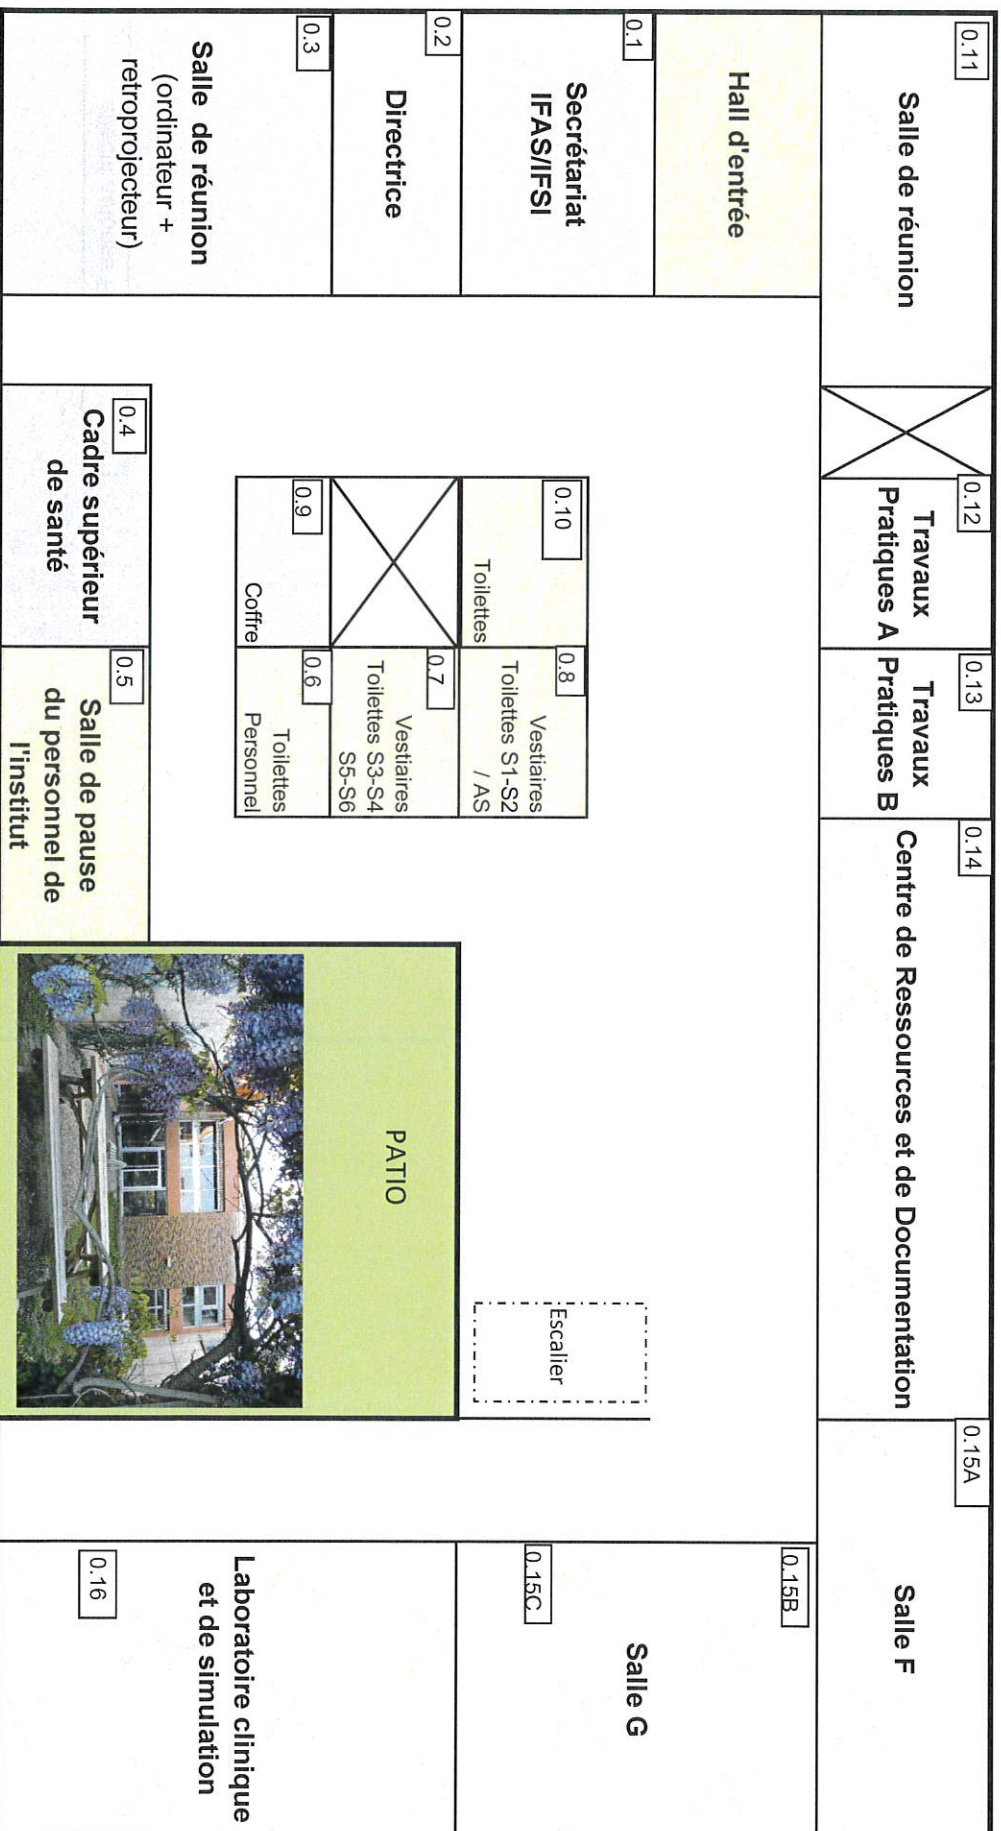 0.11
Salle de réunion
0.12
Travaux
Pratiques A
0.13
Travaux
Pratiques B
0.14
Centre de Ressources et de Documentation
0.15A
Salle F
Hall d'entrée
0.1
Secrétariat
IFAS/IFSI
0.2
Directrice
0.3
Salle de réunion
(ordinateur +
retroprojecteur)
0.10
Toilettes
0.8
Vestiaires
Toilettes S1-S2
/ AS
0.7
Vestiaires
Toilettes S3-S4
S5-S6
0.9
Coffre
0.6
Toilettes
Personnel
0.4
Cadre supérieur
de santé
0.5
Salle de pause
du personnel de
l'institut
Escalier
PATIO
0.15B
Salle G
0.15C
Laboratoire clinique
et de simulation
0.16